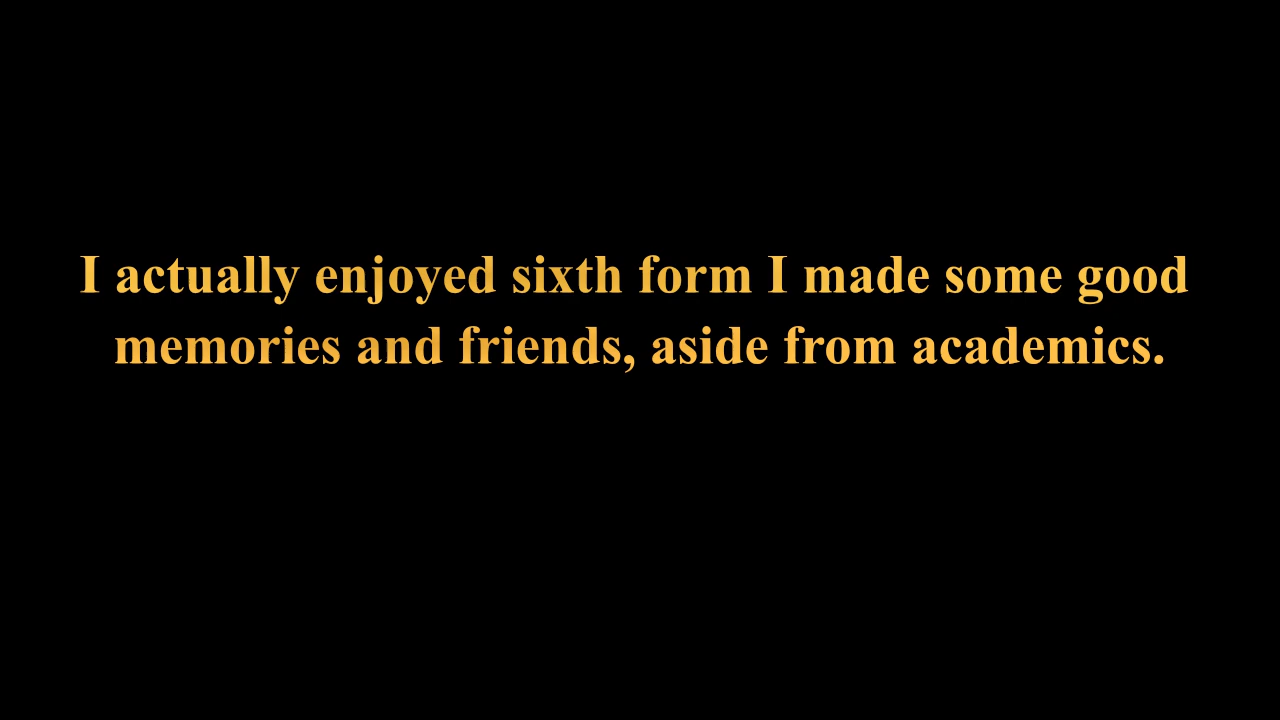 I actually enjoyed sixth form I made some good
memories and friends, aside from academics.